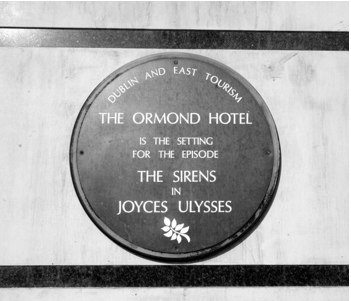 DUBLIN AND EAST TOURISM
THE ORMOND HOTEL
IS THE SETTING
FOR THE EPISODE
THE SIRENS
IN
JOYCES ULYSSES